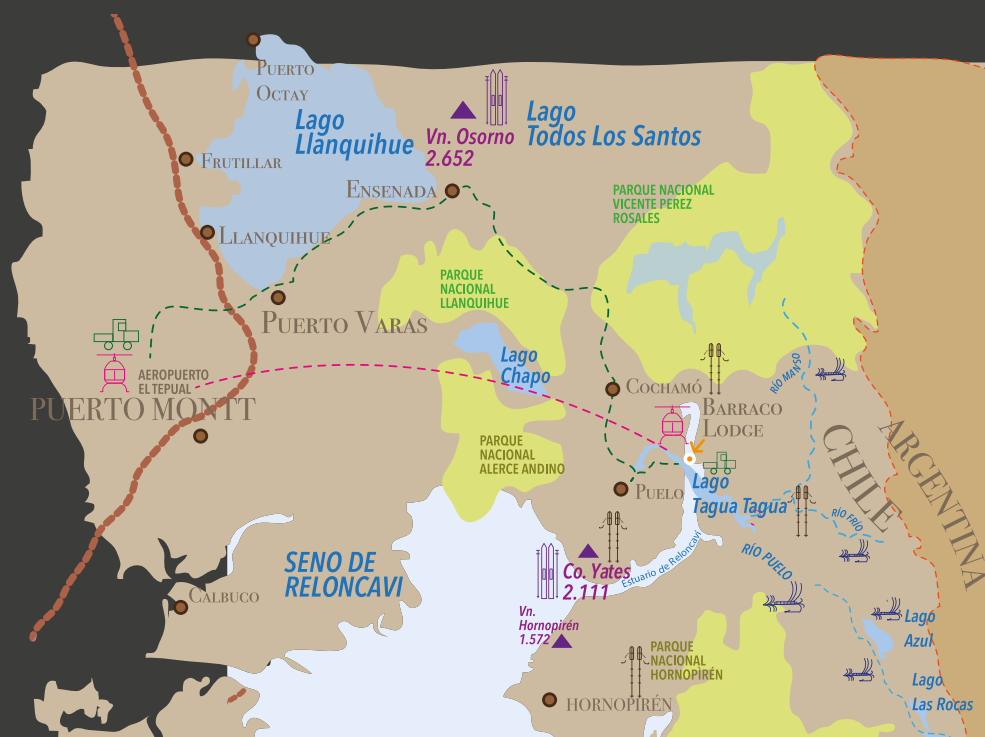 Puerto
Octay
Lago
Llanquihue
Vn. Osorno
2.652
Lago
Todos Los Santos
Frutillar
Ensenada
PARQUE NACIONAL
VICENTE PEREZ
ROSALES
Llanquihue
PARQUE
NACIONAL
LLANQUIHUE
Puerto Varas
AEROPUERTO
EL TEPUAL
PUERTO MONTT
Lago
Chapo
Cochamó
RÍO MANSO
Barraco
Lodge
CHILE
ARGENTINA
PARQUE
NACIONAL
ALERCE ANDINO
Puelo
Lago
Tagua Tagua
RÍO FRÍO
RÍO PUELO
SENO DE
RELONCAVI
Co. Yates
2.111
Estuario de Reloncaví
Calbuco
Vn.
Hornopirén
1.572
Lago
Azul
PARQUE
NACIONAL
HORNOPIRÉN
Lago
Las Rocas
HORNOPIRÉN